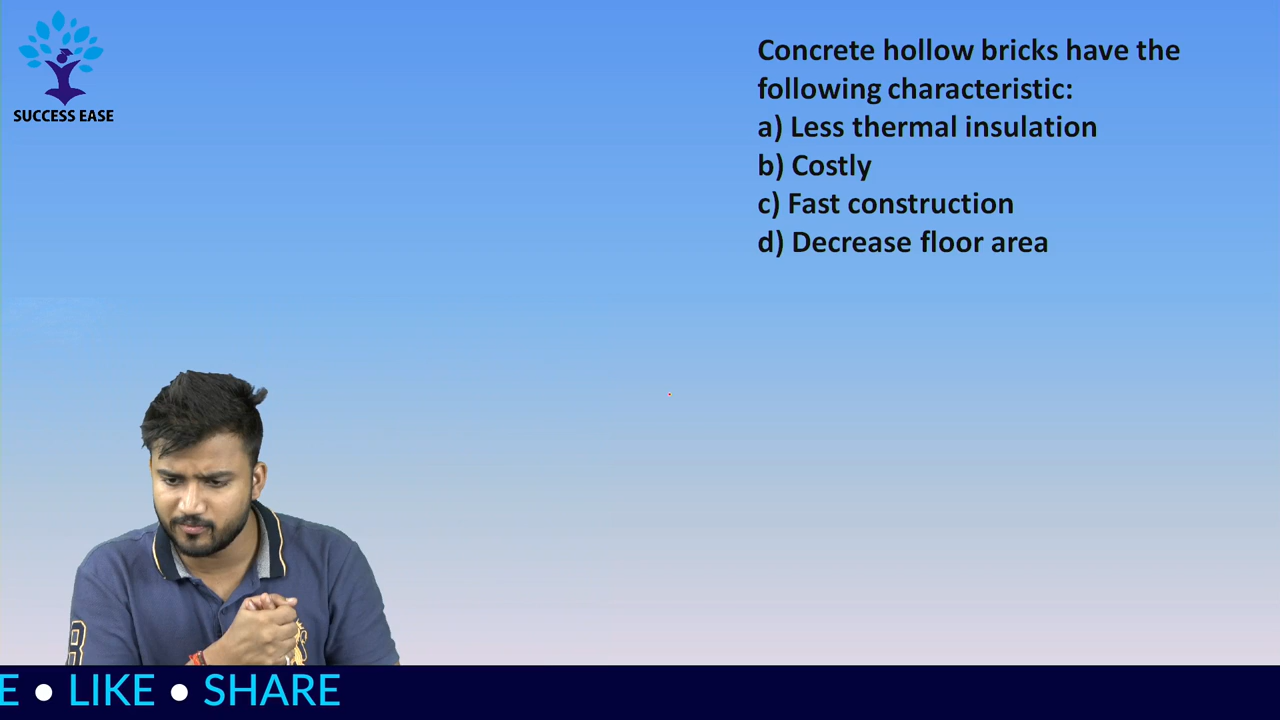 SUCCESS EASE
Concrete hollow bricks have the
following characteristic:
a) Less thermal insulation
b) Costly
c) Fast construction
d) Decrease floor area
E ● LIKE ● SHARE